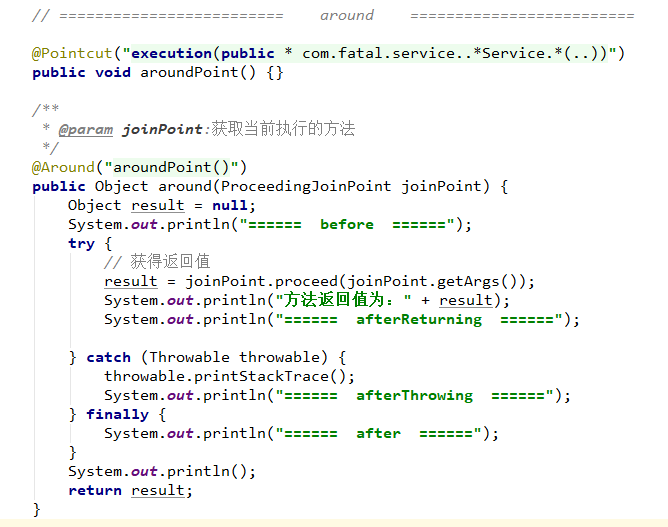 // =========================    around    =========================
@Pointcut("execution(public * com.fatal.service..*Service.*(..))")
public void aroundPoint() {}
/**
 * @param joinPoint:获取当前执行的方法
 */
@Around("aroundPoint()")
public Object around(ProceedingJoinPoint joinPoint) {
    Object result = null;
    System.out.println("======  before  ======");
    try {
        // 获得返回值
        result = joinPoint.proceed(joinPoint.getArgs());
        System.out.println("方法返回值为：" + result);
        System.out.println("======  afterReturning  ======");
    } catch (Throwable throwable) {
        throwable.printStackTrace();
        System.out.println("======  afterThrowing  ======");
    } finally {
        System.out.println("======  after  ======");
    }
    System.out.println();
    return result;
}